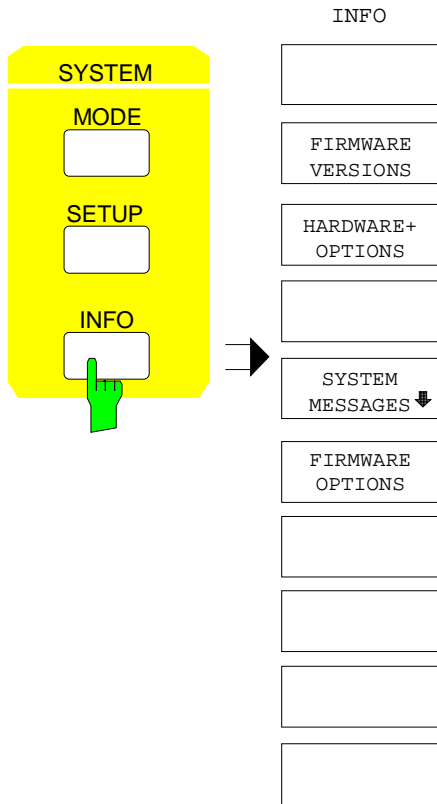 SYSTEM
MODE
SETUP
INFO
INFO
FIRMWARE
VERSIONS
HARDWARE+
OPTIONS
SYSTEM
MESSAGES
FIRMWARE
OPTIONS